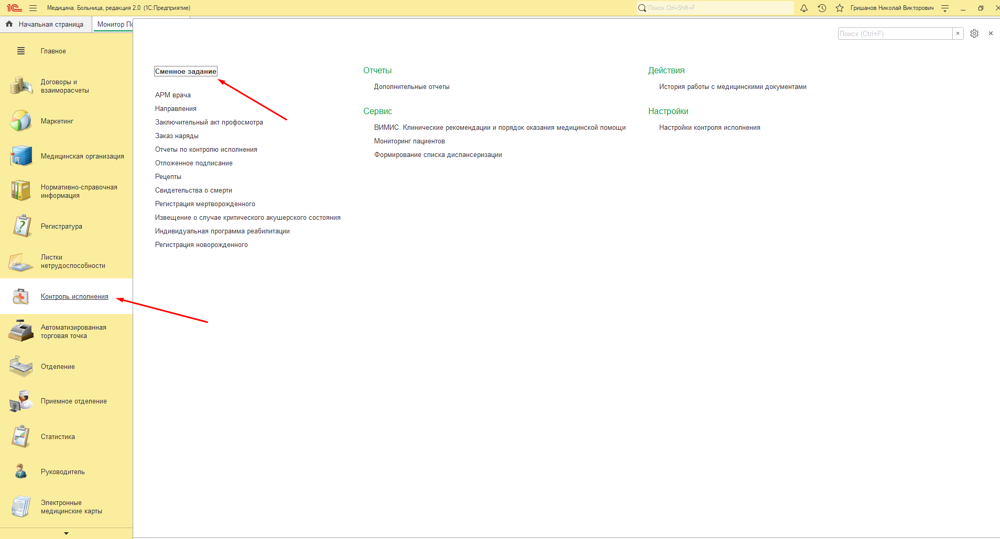 Медицина. Больница, редакция 2.0 (1С:Предприятие)
Поиск Ctrl+Shift+F
Гришанов Николай Викторович
Начальная страница
Монитор
Поиск (Ctrl+F)
Главное
Договоры и
взаиморасчеты
Маркетинг
Медицинская организация
Нормативно-справочная
информация
Регистратура
Листки
нетрудоспособности
Контроль исполнения
Автоматизированная
торговая точка
Отделение
Приемное отделение
Статистика
Руководитель
Электронные
медицинские карты
Сменное задание
АРМ врача
Направления
Заключительный акт профосмотра
Заказ наряды
Отчеты по контролю исполнения
Отложенное подписание
Рецепты
Свидетельства о смерти
Регистрация мертворожденного
Извещение о случае критического акушерского состояния
Индивидуальная программа реабилитации
Регистрация новорожденного
Отчеты
Дополнительные отчеты
Сервис
ВИМИС. Клинические рекомендации и порядок оказания медицинской помощи
Мониторинг пациентов
Формирование списка диспансеризации
Действия
История работы с медицинскими документами
Настройки
Настройки контроля исполнения